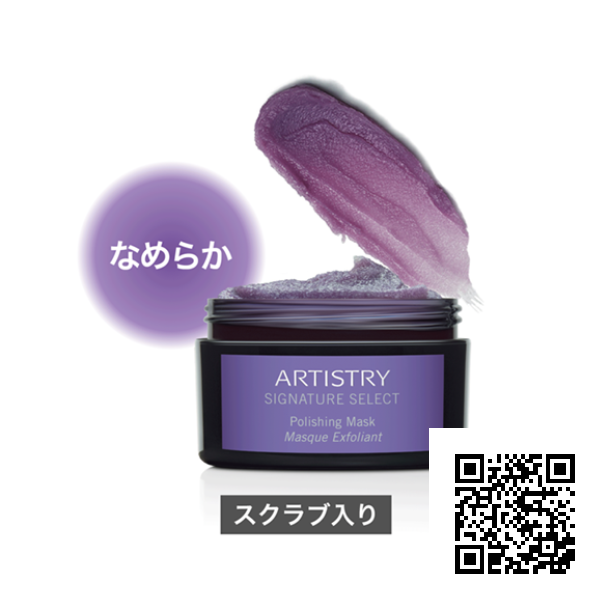 なめらか
ARTISTRY
SIGNATURE SELECT
Polishing Mask
Masque Exfoliant
スクラブ入り